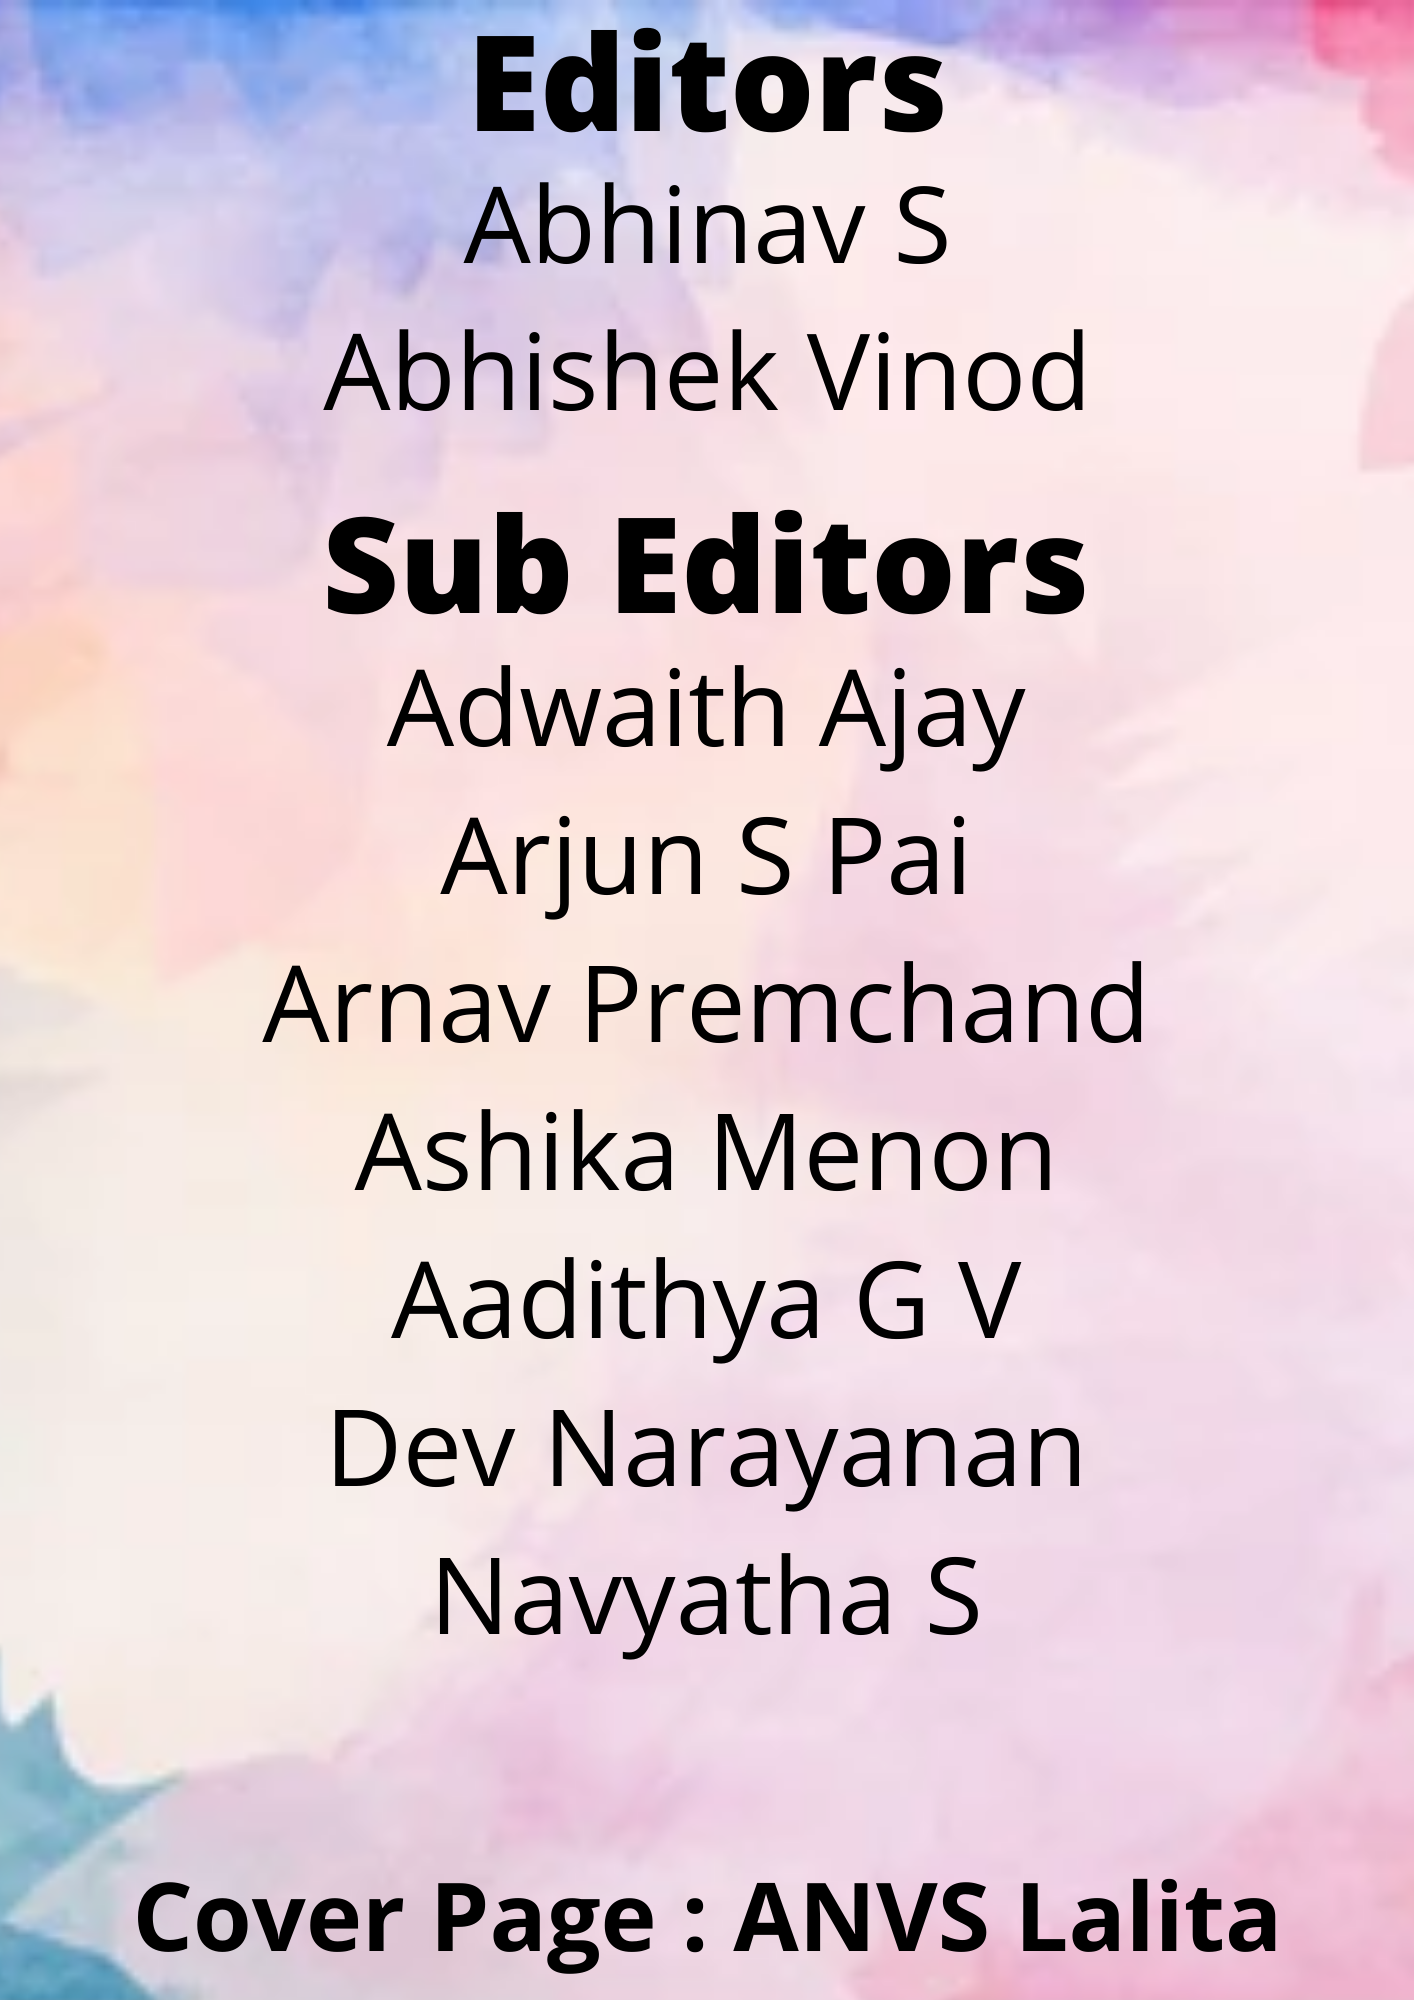 Editors
Abhinav S
Abhishek Vinod
Sub Editors
Adwaith Ajay
Arjun S Pai
Arnav Premchand
Ashika Menon
Aadithya G V
Dev Narayanan
Navyatha S
Cover Page : ANVS Lalita